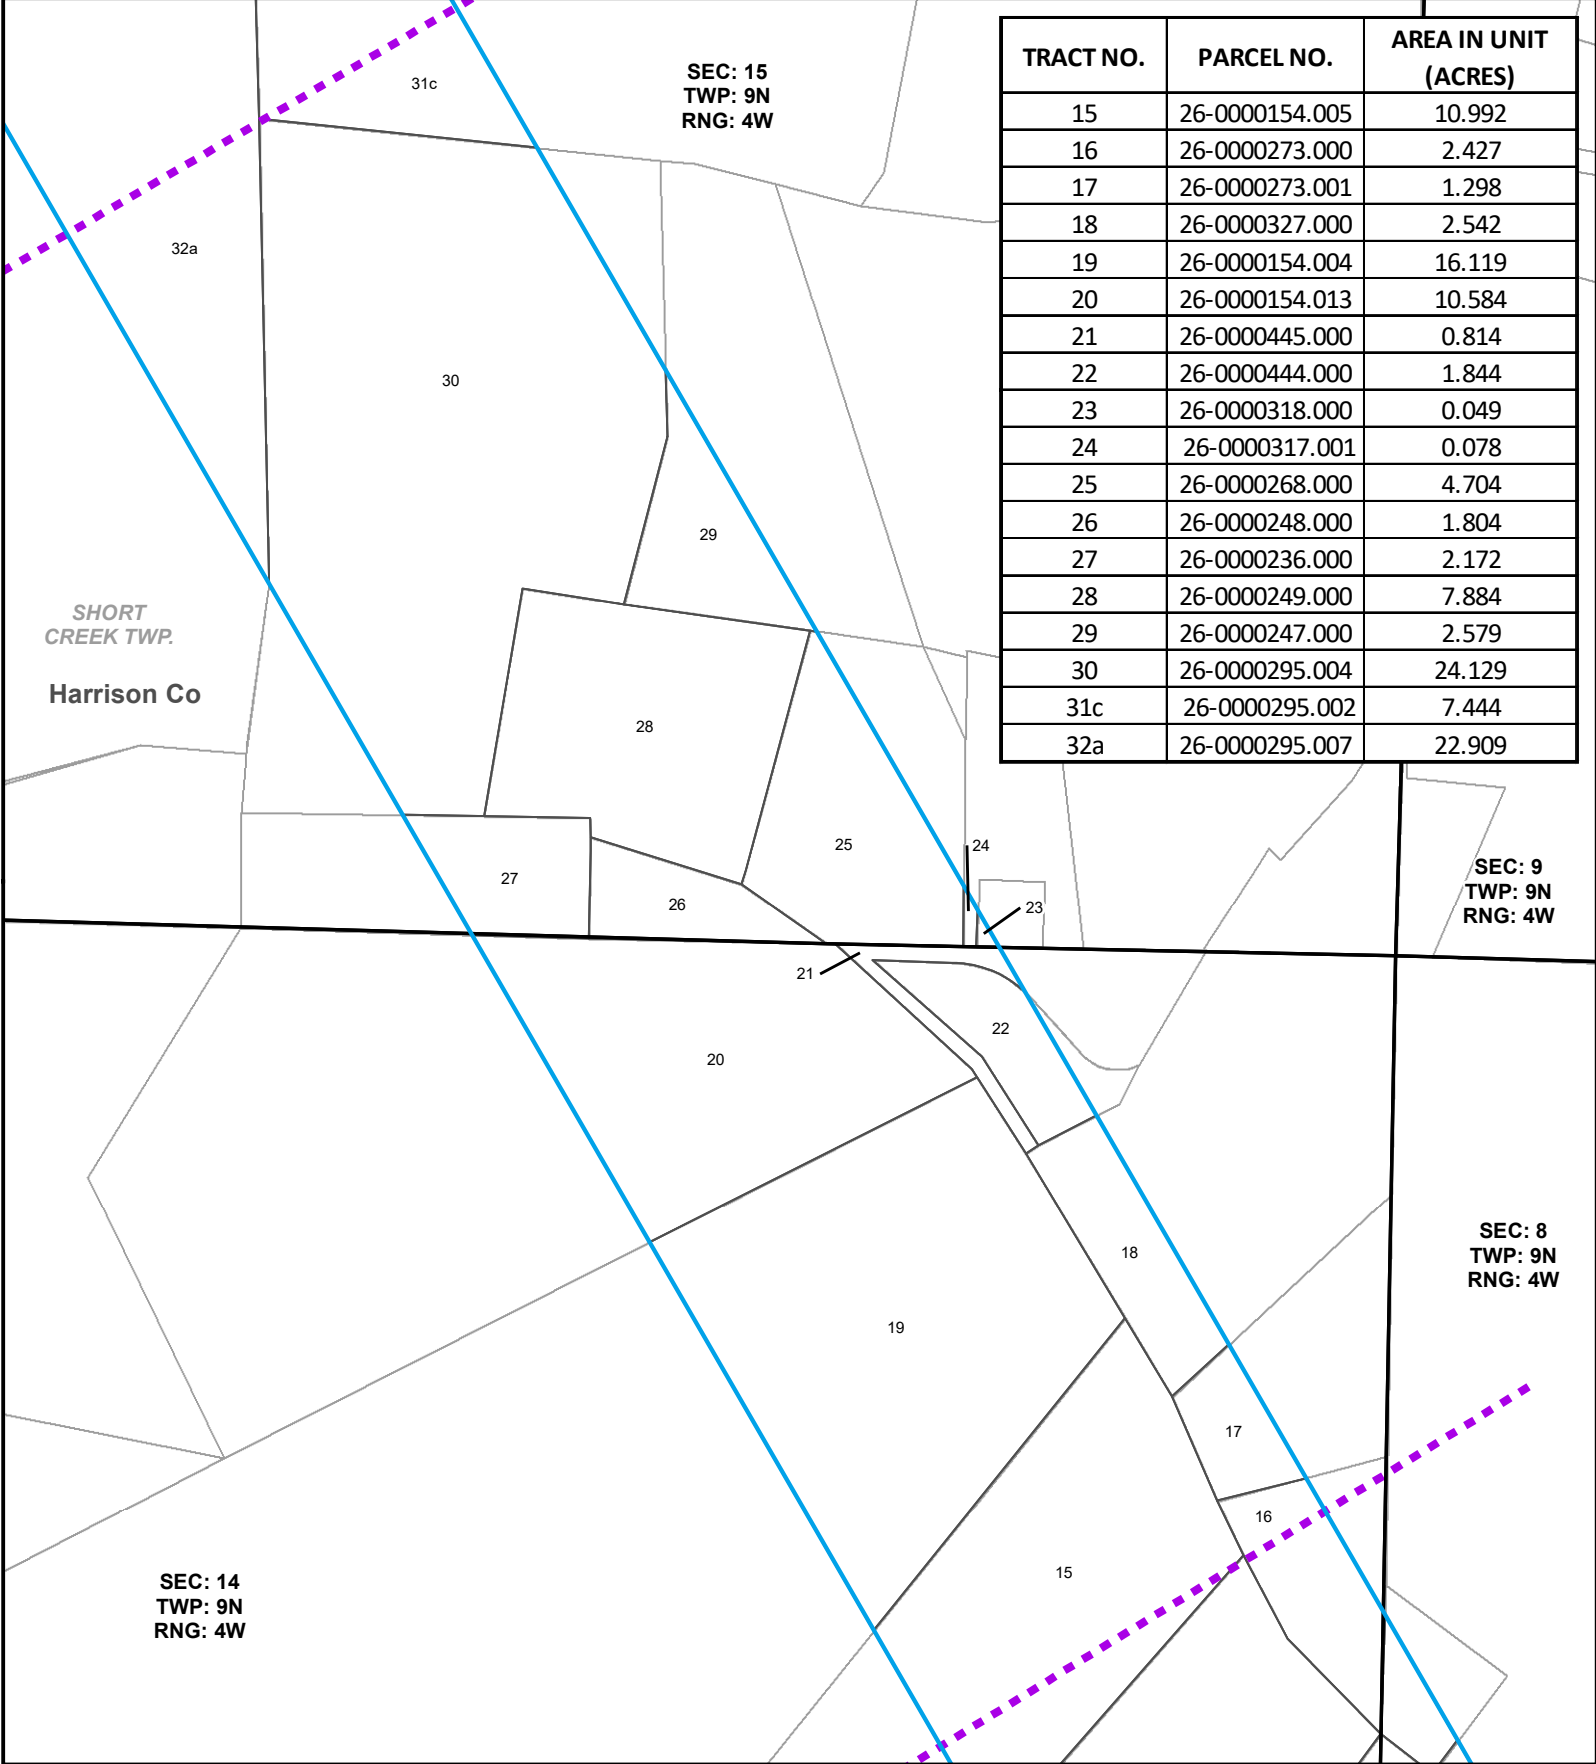 TRACT NO. PARCEL NO. AREA IN UNIT
(ACRES)
15 26-0000154.005 10.992
16 26-0000273.000 2.427
17 26-0000273.001 1.298
18 26-0000327.000 2.542
19 26-0000154.004 16.119
20 26-0000154.013 10.584
21 26-0000445.000 0.814
22 26-0000444.000 1.844
23 26-0000318.000 0.049
24 26-0000317.001 0.078
25 26-0000268.000 4.704
26 26-0000248.000 1.804
27 26-0000236.000 2.172
28 26-0000249.000 7.884
29 26-0000247.000 2.579
30 26-0000295.004 24.129
31c 26-0000295.002 7.444
32a 26-0000295.007 22.909
SEC: 15
TWP: 9N
RNG: 4W
31c
32a
30
29
SHORT
CREEK TWP.
Harrison Co
28
25
24
27
26
23
SEC: 9
TWP: 9N
RNG: 4W
21
22
20
18
SEC: 8
TWP: 9N
RNG: 4W
19
17
16
15
SEC: 14
TWP: 9N
RNG: 4W